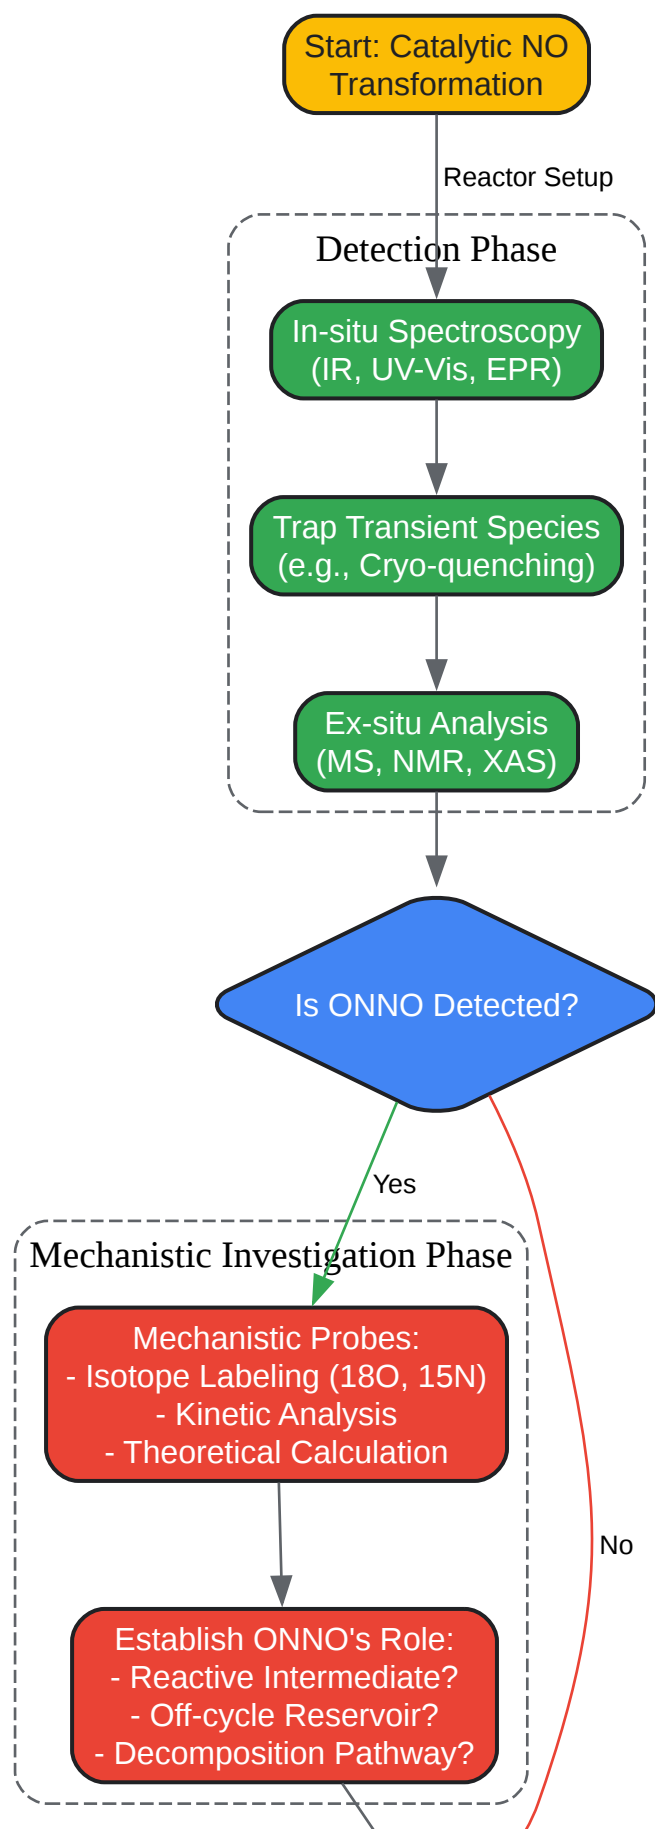 Start: Catalytic NO
Transformation
Reactor Setup
Detection Phase
In-situ Spectroscopy
(IR, UV-Vis, EPR)
Trap Transient Species
(e.g., Cryo-quenching)
Ex-situ Analysis
(MS, NMR, XAS)
Is ONNO Detected?
Yes
Mechanistic Investigation Phase
Mechanistic Probes:
- Isotope Labeling (18O, 15N)
- Kinetic Analysis
- Theoretical Calculation
No
Establish ONNO's Role:
- Reactive Intermediate?
- Off-cycle Reservoir?
- Decomposition Pathway?